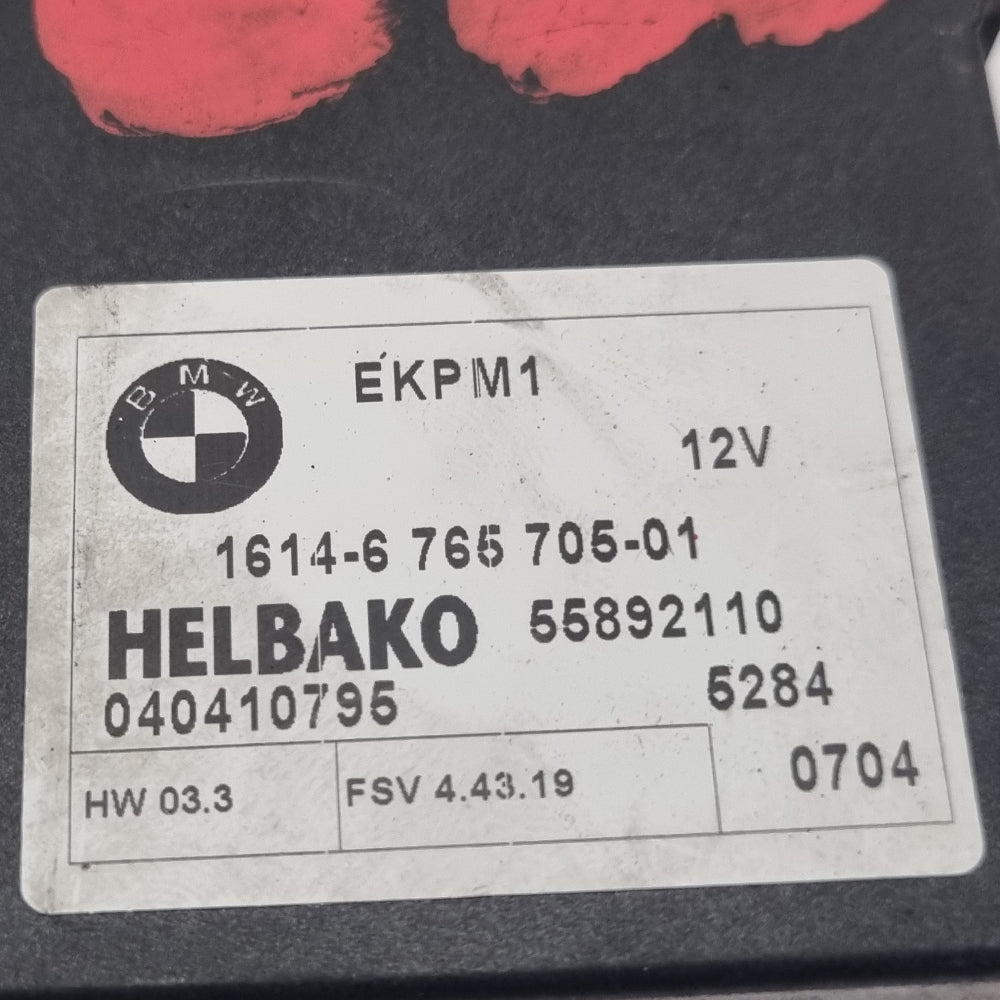 BMW
EKPM1
12V
1614-6 765 705-01
HELBAKO 55892110
040410795 5284
HW 03.3 FSV 4.43.19 0704